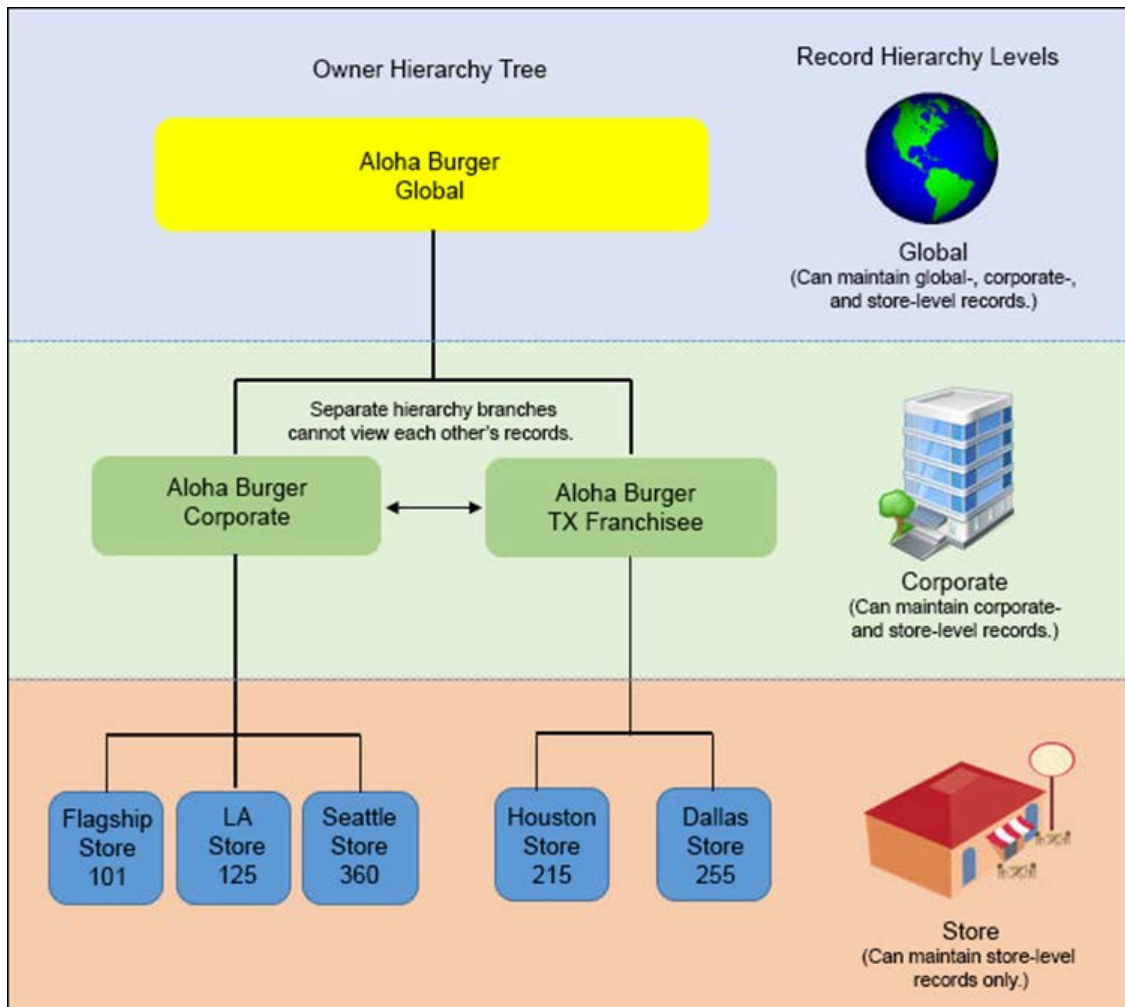 Owner Hierarchy Tree
Record Hierarchy Levels
Aloha Burger
Global
Global
(Can maintain global-, corporate-,
and store-level records.)
Separate hierarchy branches
cannot view each other's records.
Aloha Burger
Corporate
Aloha Burger
TX Franchisee
Corporate
(Can maintain corporate-
and store-level records.)
Flagship
Store
101
LA
Store
125
Seattle
Store
360
Houston
Store
215
Dallas
Store
255
Store
(Can maintain store-level
records only.)